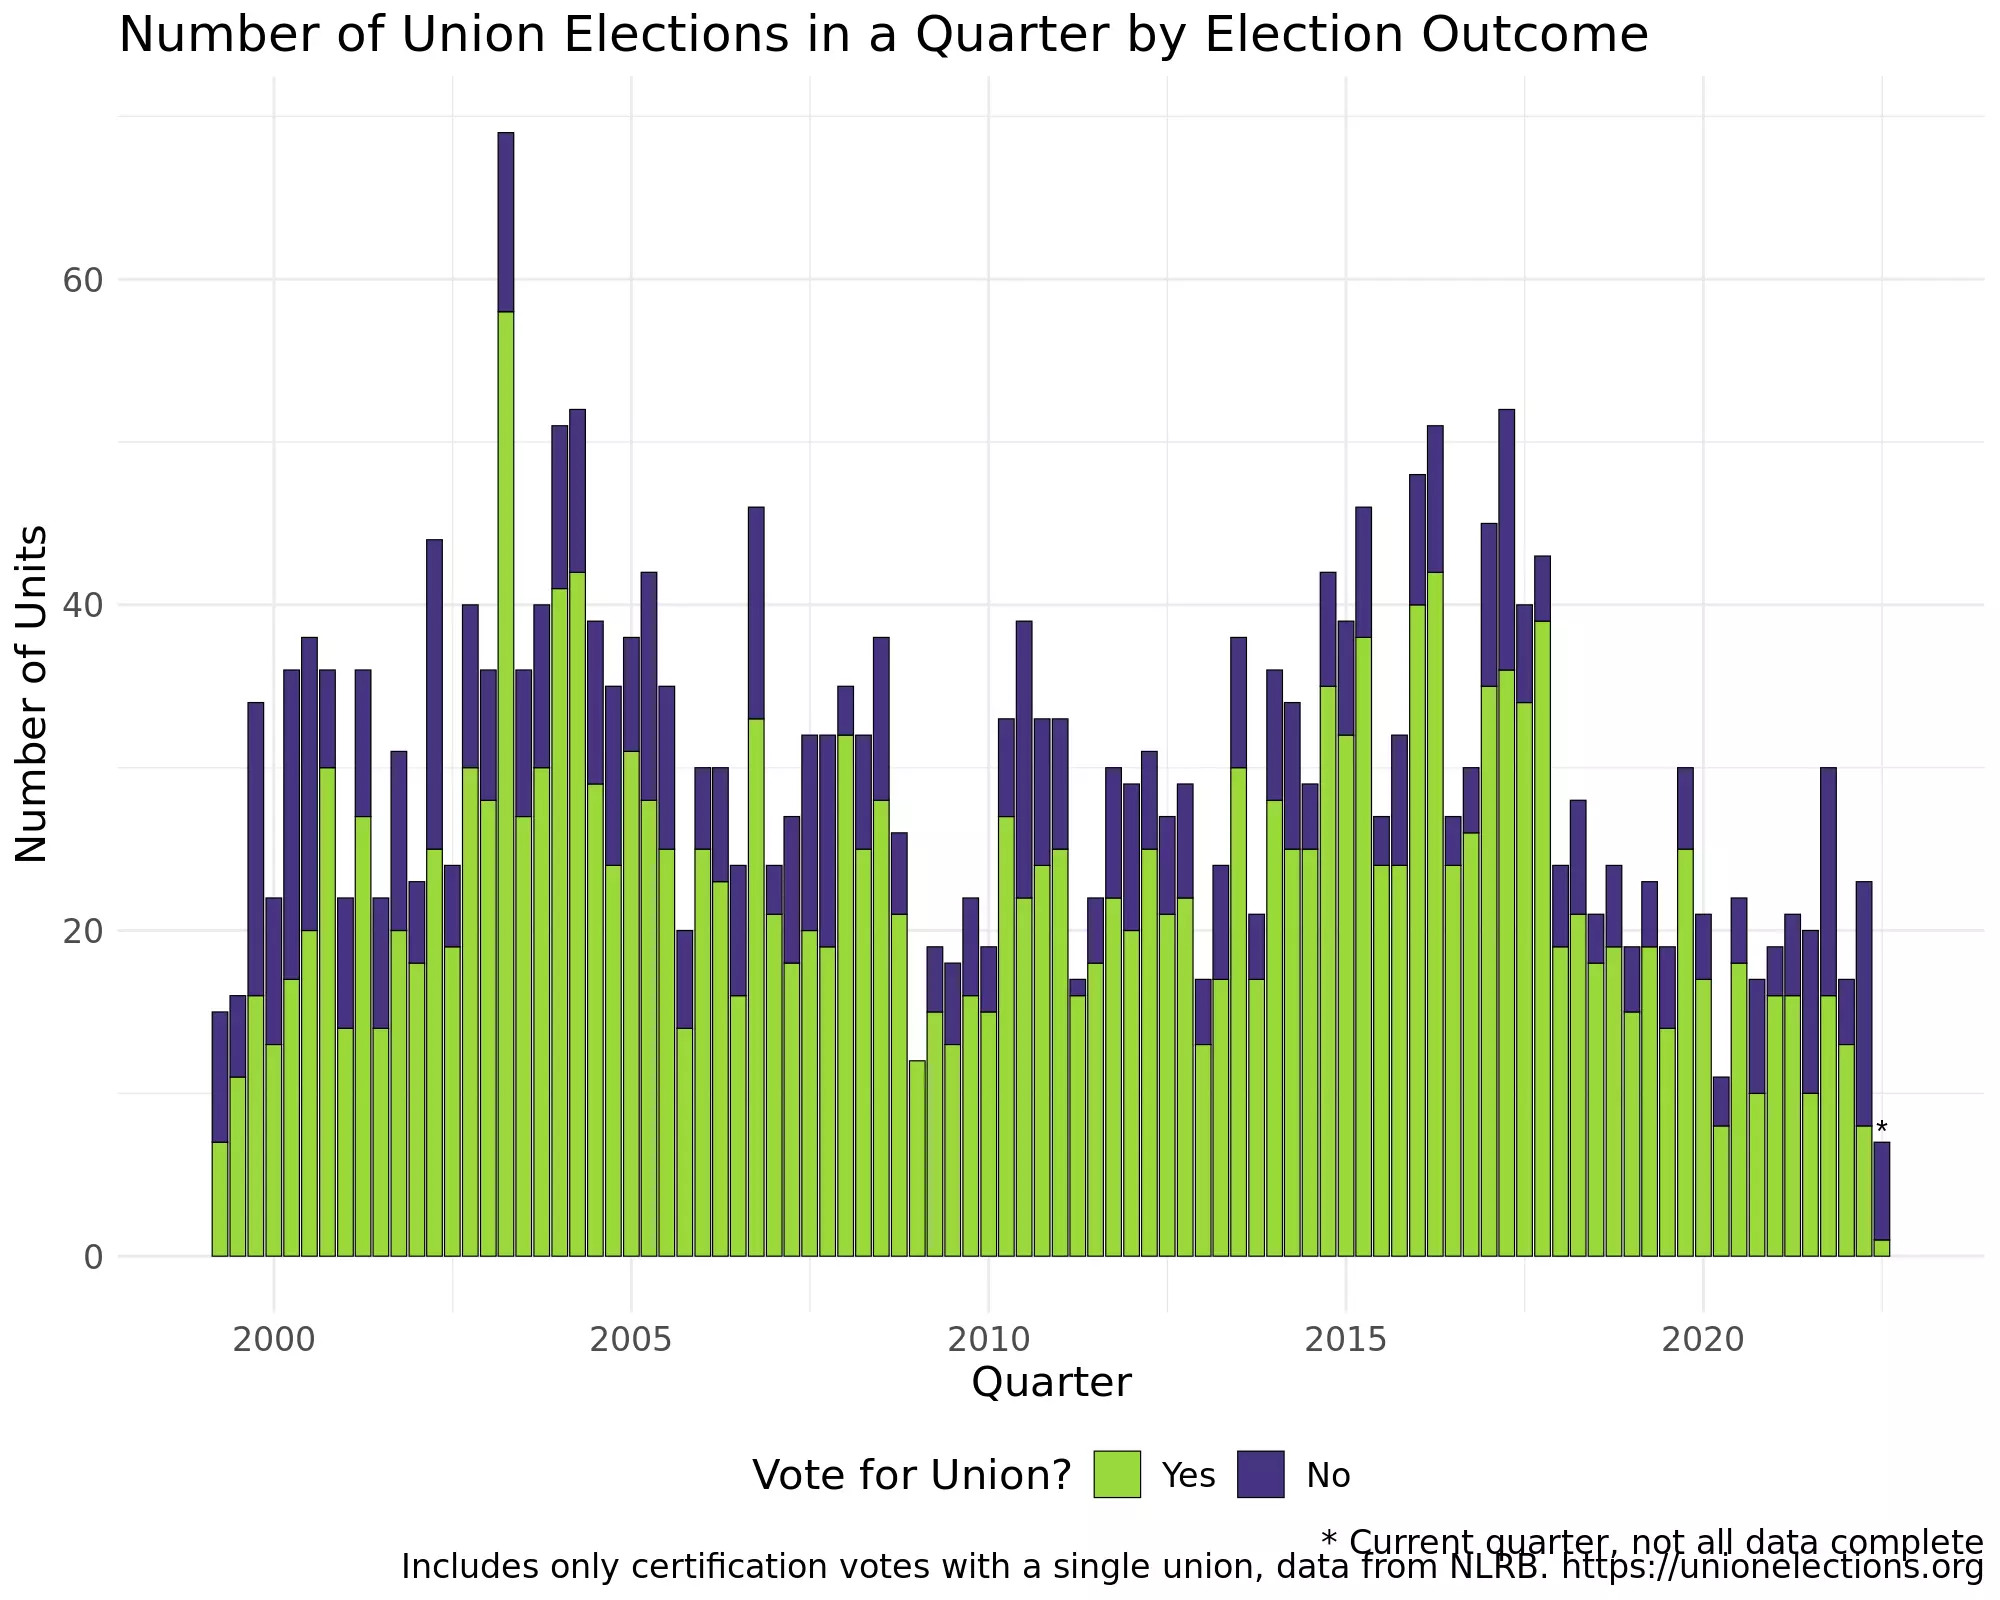 Number of Union Elections in a Quarter by Election Outcome
Number of Units
60
40
20
0
*
2000 2005 2010 2015 2020
Quarter
Vote for Union? Yes No
* Current quarter, not all data complete
Includes only certification votes with a single union, data from NLRB. https://unionelections.org